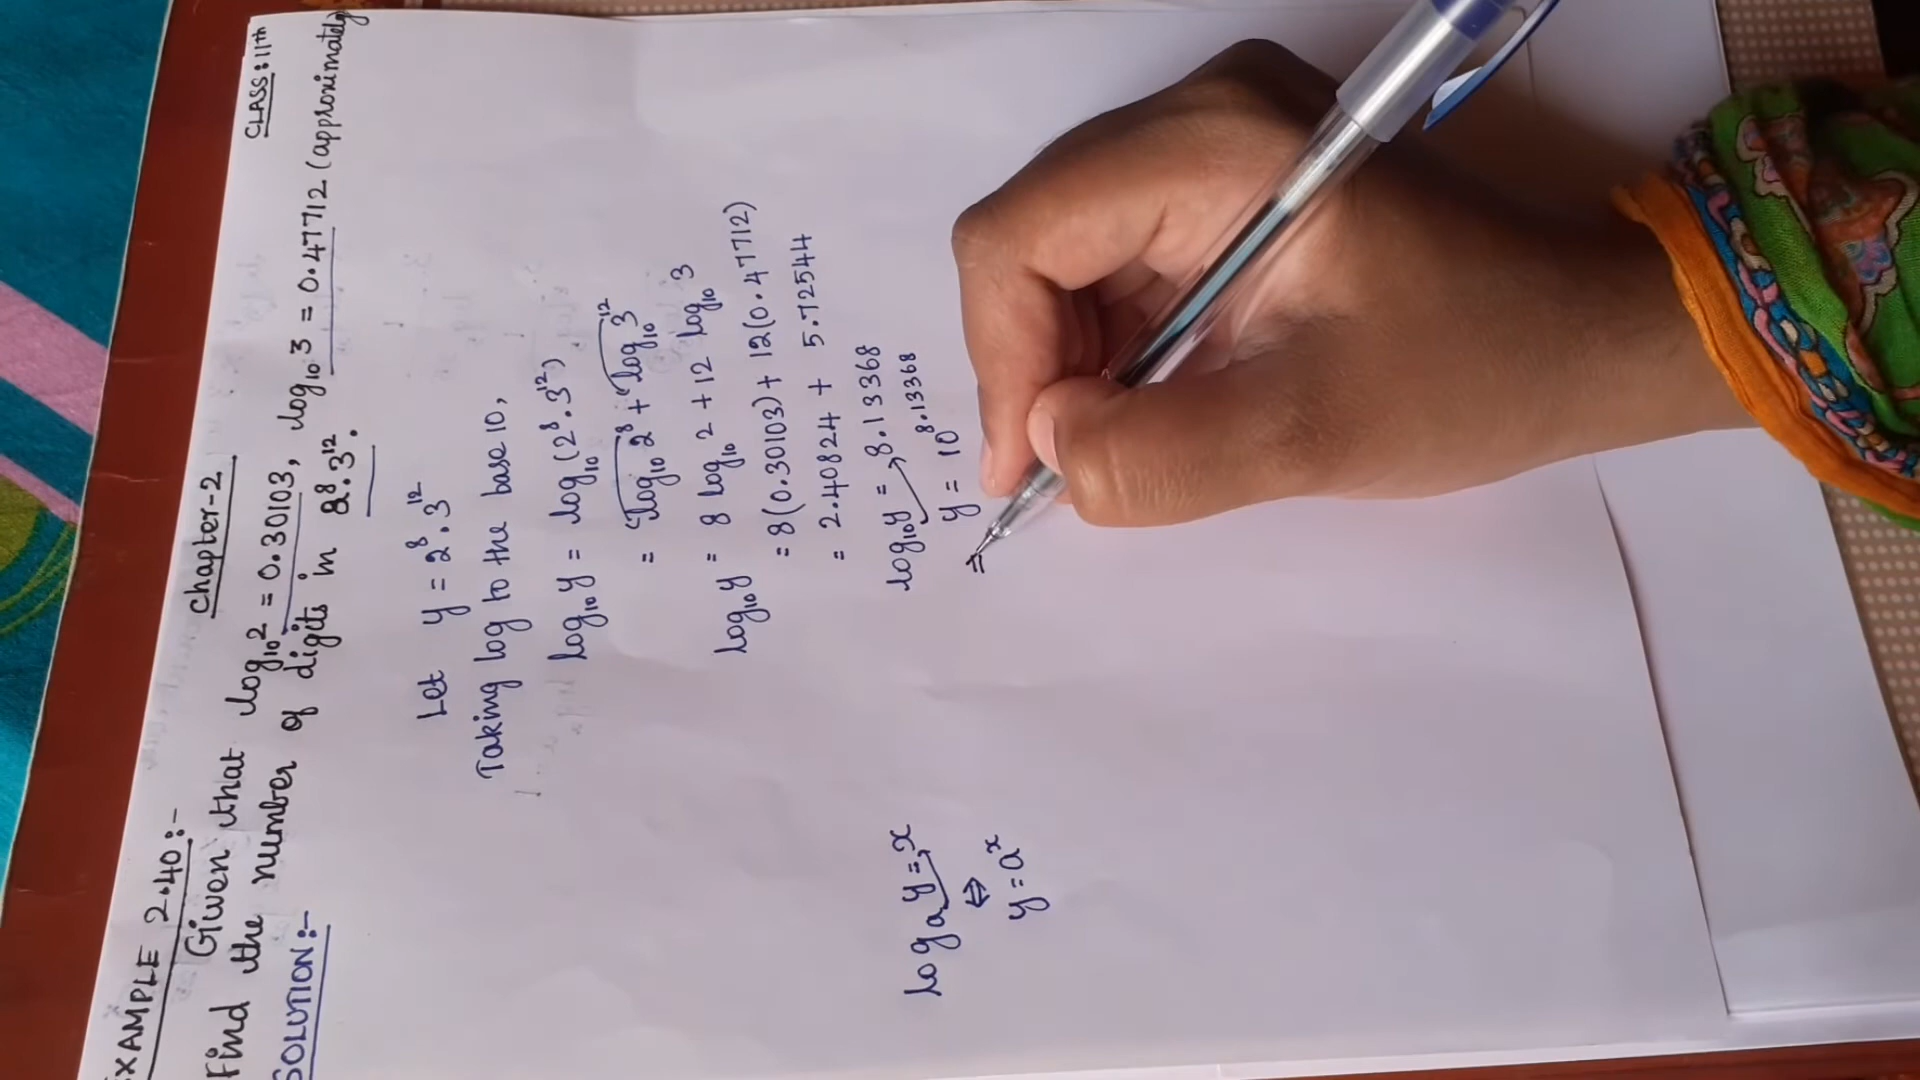 CLASS: 11th
Chapter-2
EXAMPLE 2.40:-
Given that log₁₀2 = 0.30103, log₁₀3 = 0.47712 (approximately)
Find the number of digits in 2⁸.3¹².
SOLUTION:-
Let y = 2⁸.3¹²
Taking log to the base 10,
log₁₀y = log₁₀(2⁸.3¹²)
= log₁₀2⁸ + log₁₀3¹²
log₁₀y = 8 log₁₀2 + 12 log₁₀3
= 8(0.30103) + 12(0.47712)
= 2.40824 + 5.72544
log₁₀y = 8.13368
y = 10^8.13368
⇒
logₐy = x
⇔
y = aˣ